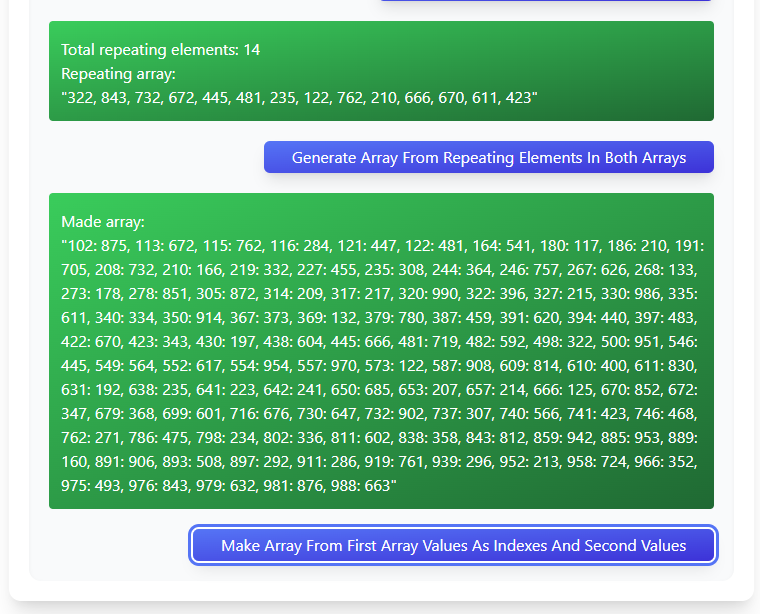 Total repeating elements: 14
Repeating array:
"322, 843, 732, 672, 445, 481, 235, 122, 762, 210, 666, 670, 611, 423"
Generate Array From Repeating Elements In Both Arrays
Made array:
"102: 875, 113: 672, 115: 762, 116: 284, 121: 447, 122: 481, 164: 541, 180: 117, 186: 210, 191:
705, 208: 732, 210: 166, 219: 332, 227: 455, 235: 308, 244: 364, 246: 757, 267: 626, 268: 133,
273: 178, 278: 851, 305: 872, 314: 209, 317: 217, 320: 990, 322: 396, 327: 215, 330: 986, 335:
611, 340: 334, 350: 914, 367: 373, 369: 132, 379: 780, 387: 459, 391: 620, 394: 440, 397: 483,
422: 670, 423: 343, 430: 197, 438: 604, 445: 666, 481: 719, 482: 592, 498: 322, 500: 951, 546:
445, 549: 564, 552: 617, 554: 954, 557: 970, 573: 122, 587: 908, 609: 814, 610: 400, 611: 830,
631: 192, 638: 235, 641: 223, 642: 241, 650: 685, 653: 207, 657: 214, 666: 125, 670: 852, 672:
347, 679: 368, 699: 601, 716: 676, 730: 647, 732: 902, 737: 307, 740: 566, 741: 423, 746: 468,
762: 271, 786: 475, 798: 234, 802: 336, 811: 602, 838: 358, 843: 812, 859: 942, 885: 953, 889:
160, 891: 906, 893: 508, 897: 292, 911: 286, 919: 761, 939: 296, 952: 213, 958: 724, 966: 352,
975: 493, 976: 843, 979: 632, 981: 876, 988: 663"
Make Array From First Array Values As Indexes And Second Values